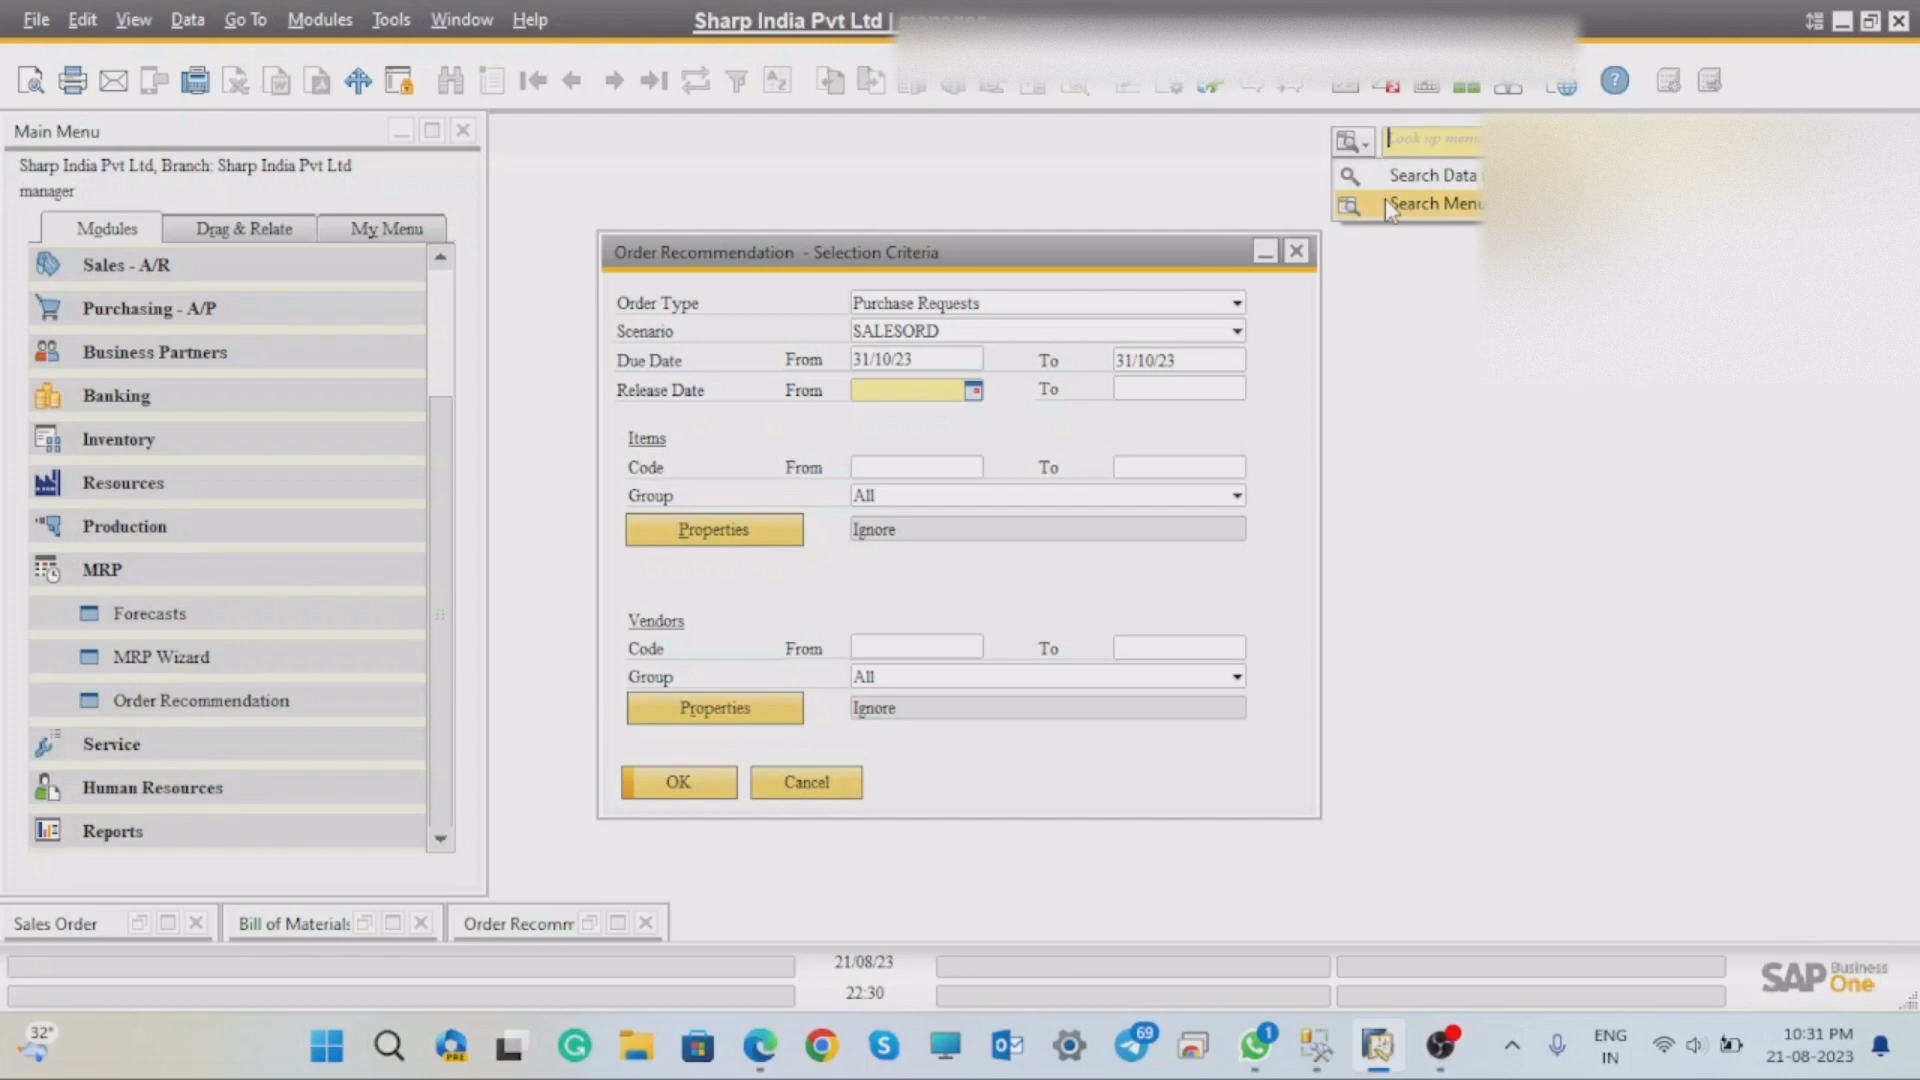 File Edit View Data Go To Modules Tools Window Help
Sharp India Pvt Ltd |
Main Menu
Sharp India Pvt Ltd, Branch: Sharp India Pvt Ltd
manager
Modules Drag & Relate My Menu
Sales - A/R
Purchasing - A/P
Business Partners
Banking
Inventory
Resources
Production
MRP
Forecasts
MRP Wizard
Order Recommendation
Service
Human Resources
Reports
Look up menu
Search Data
Search Menu
Order Recommendation - Selection Criteria
Order Type Purchase Requests
Scenario SALESORD
Due Date From 31/10/23 To 31/10/23
Release Date From To
Items
Code From To
Group All
Properties Ignore
Vendors
Code From To
Group All
Properties Ignore
OK Cancel
Sales Order Bill of Materials Order Recomm
21/08/23
22:30
SAP Business One
32°
PRE
69
1
ENG
IN
10:31 PM
21-08-2023